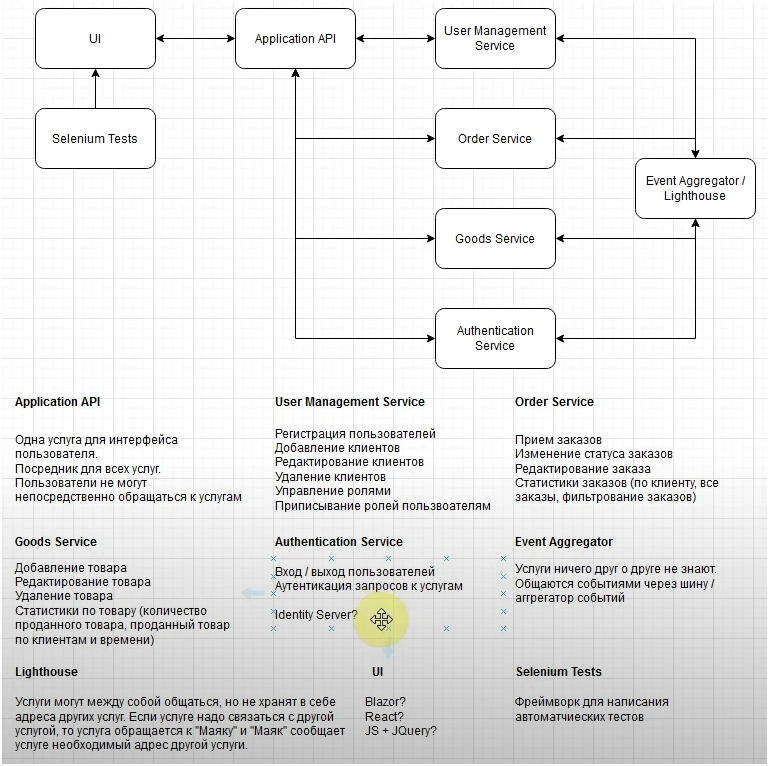 UI
Application API
User Management
Service
Selenium Tests
Order Service
Event Aggregator /
Lighthouse
Goods Service
Authentication
Service
Application API
Одна услуга для интерфейса
пользователя.
Посредник для всех услуг.
Пользователи не могут
непосредственно обращаться к услугам
User Management Service
Регистрация пользователей
Добавление клиентов
Редактирование клиентов
Удаление клиентов
Управление ролями
Приписывание ролей пользвоателям
Order Service
Прием заказов
Изменение статуса заказов
Редактирование заказа
Статистики заказов (по клиенту, все
заказы, фильтрование заказов)
Goods Service
Добавление товара
Редактирование товара
Удаление товара
Статистики по товару (количество
проданного товара, проданный товар
по клиентам и времени)
Authentication Service
Вход / выход пользователей
Аутентикация запросов к услугам
Identity Server?
Event Aggregator
Услуги ничего друг о друге не знают.
Общаются событиями через шину /
аггрегатор событий
Lighthouse
Услуги могут между собой общаться, но не хранят в себе
адреса других услуг. Если услуге надо связаться с другой
услугой, то услуга обращается к "Маяку" и "Маяк" сообщает
услуге необходимый адрес другой услуги.
UI
Blazor?
React?
JS + JQuery?
Selenium Tests
Фреймворк для написания
автоматчиеских тестов